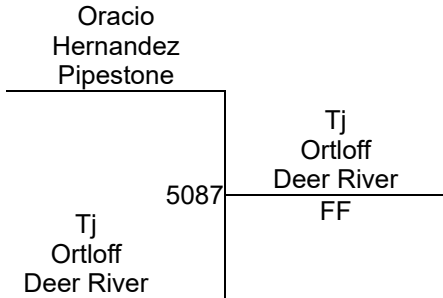 Oracio
Hernandez
Pipestone
Tj
Ortloff
Deer River
5087
FF
Tj
Ortloff
Deer River